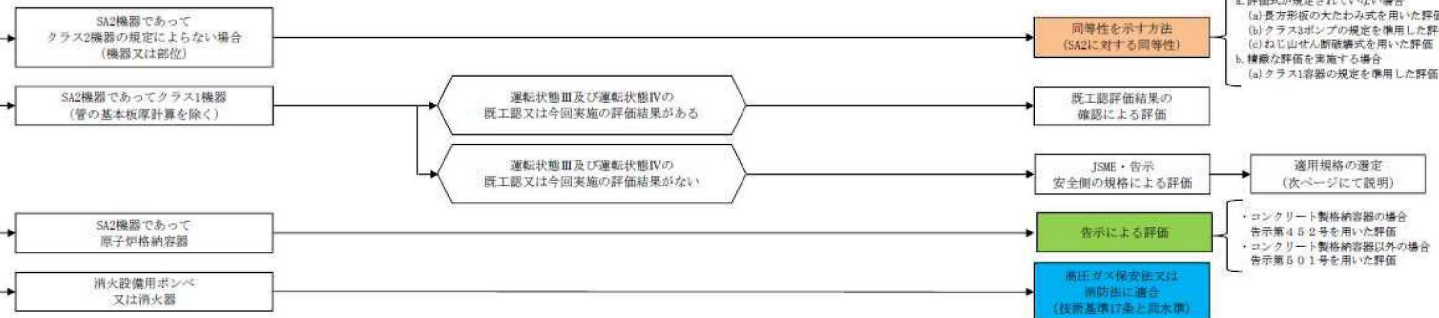 SA2機器であって
クラス2機器の規定によらない場合
(機器又は部位)
同等性を示す方法
(SA2に対する同等性)
a.評価式が規定されていない場合
(a)長方形板の大たわみ式を用いた評価
(b)クラス3ポンプの規定を準用した評
(c)ねじ山せん断破壊式を用いた評価
b.精緻な評価を実施する場合
(a)クラス1容器の規定を準用した評価
SA2機器であってクラス1機器
(管の基本板厚計算を除く)
運転状態Ⅲ及び運転状態Ⅳの
既工認又は今回実施の評価結果がある
既工認評価結果の
確認による評価
運転状態Ⅲ及び運転状態Ⅳの
既工認又は今回実施の評価結果がない
JSME・告示
安全側の規格による評価
適用規格の選定
(次ページにて説明)
SA2機器であって
原子炉格納容器
告示による評価
・コンクリート製格納容器の場合
告示第452号を用いた評価
・コンクリート製格納容器以外の場合
告示第501号を用いた評価
消火設備用ボンベ
又は消火器
高圧ガス保安法又は
消防法に適合
(技術基準17条と同水準)